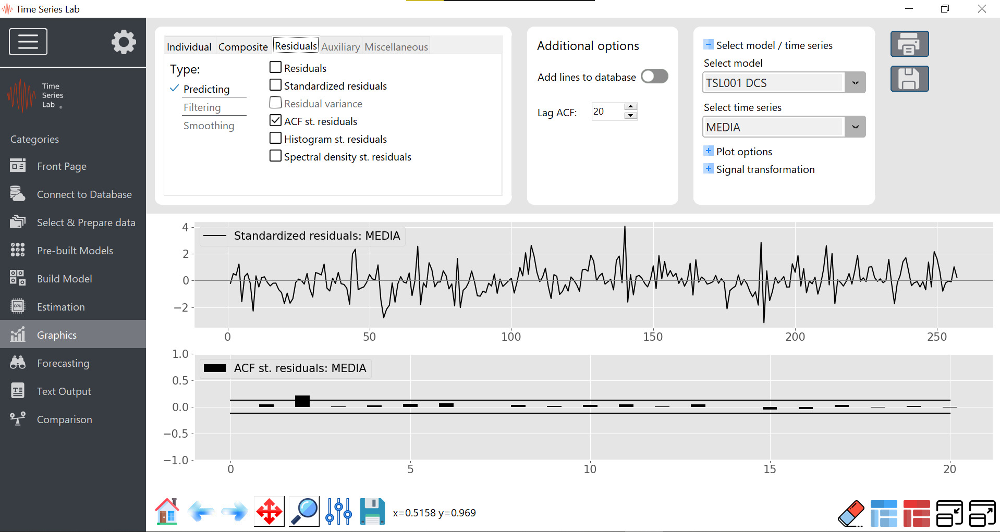 Time Series Lab
Individual Composite Residuals Auxiliary Miscellaneous
Type:
Predicting
Filtering
Smoothing
Residuals
Standardized residuals
Residual variance
ACF st. residuals
Histogram st. residuals
Spectral density st. residuals
Additional options
Add lines to database
Lag ACF: 20
Select model / time series
Select model
TSL001 DCS
Select time series
MEDIA
Plot options
Signal transformation
Time
Series
Lab
Categories
Front Page
Connect to Database
Select & Prepare data
Pre-built Models
Build Model
CPU
Estimation
Graphics
Forecasting
Text Output
Comparison
Standardized residuals: MEDIA
4
2
0
−2
0 50 100 150 200 250
ACF st. residuals: MEDIA
1.0
0.5
0.0
−0.5
−1.0
0 5 10 15 20
x=0.5158 y=0.969